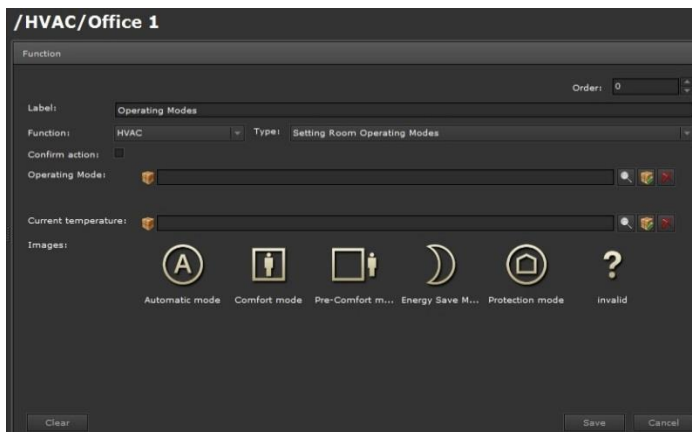 /HVAC/Office 1
Function
Order: 0
Label: Operating Modes
Function: HVAC Type: Setting Room Operating Modes
Confirm action:
Operating Mode:
Current temperature:
Images:
A
Automatic mode Comfort mode Pre-Comfort m... Energy Save M... Protection mode invalid
Clear Save Cancel